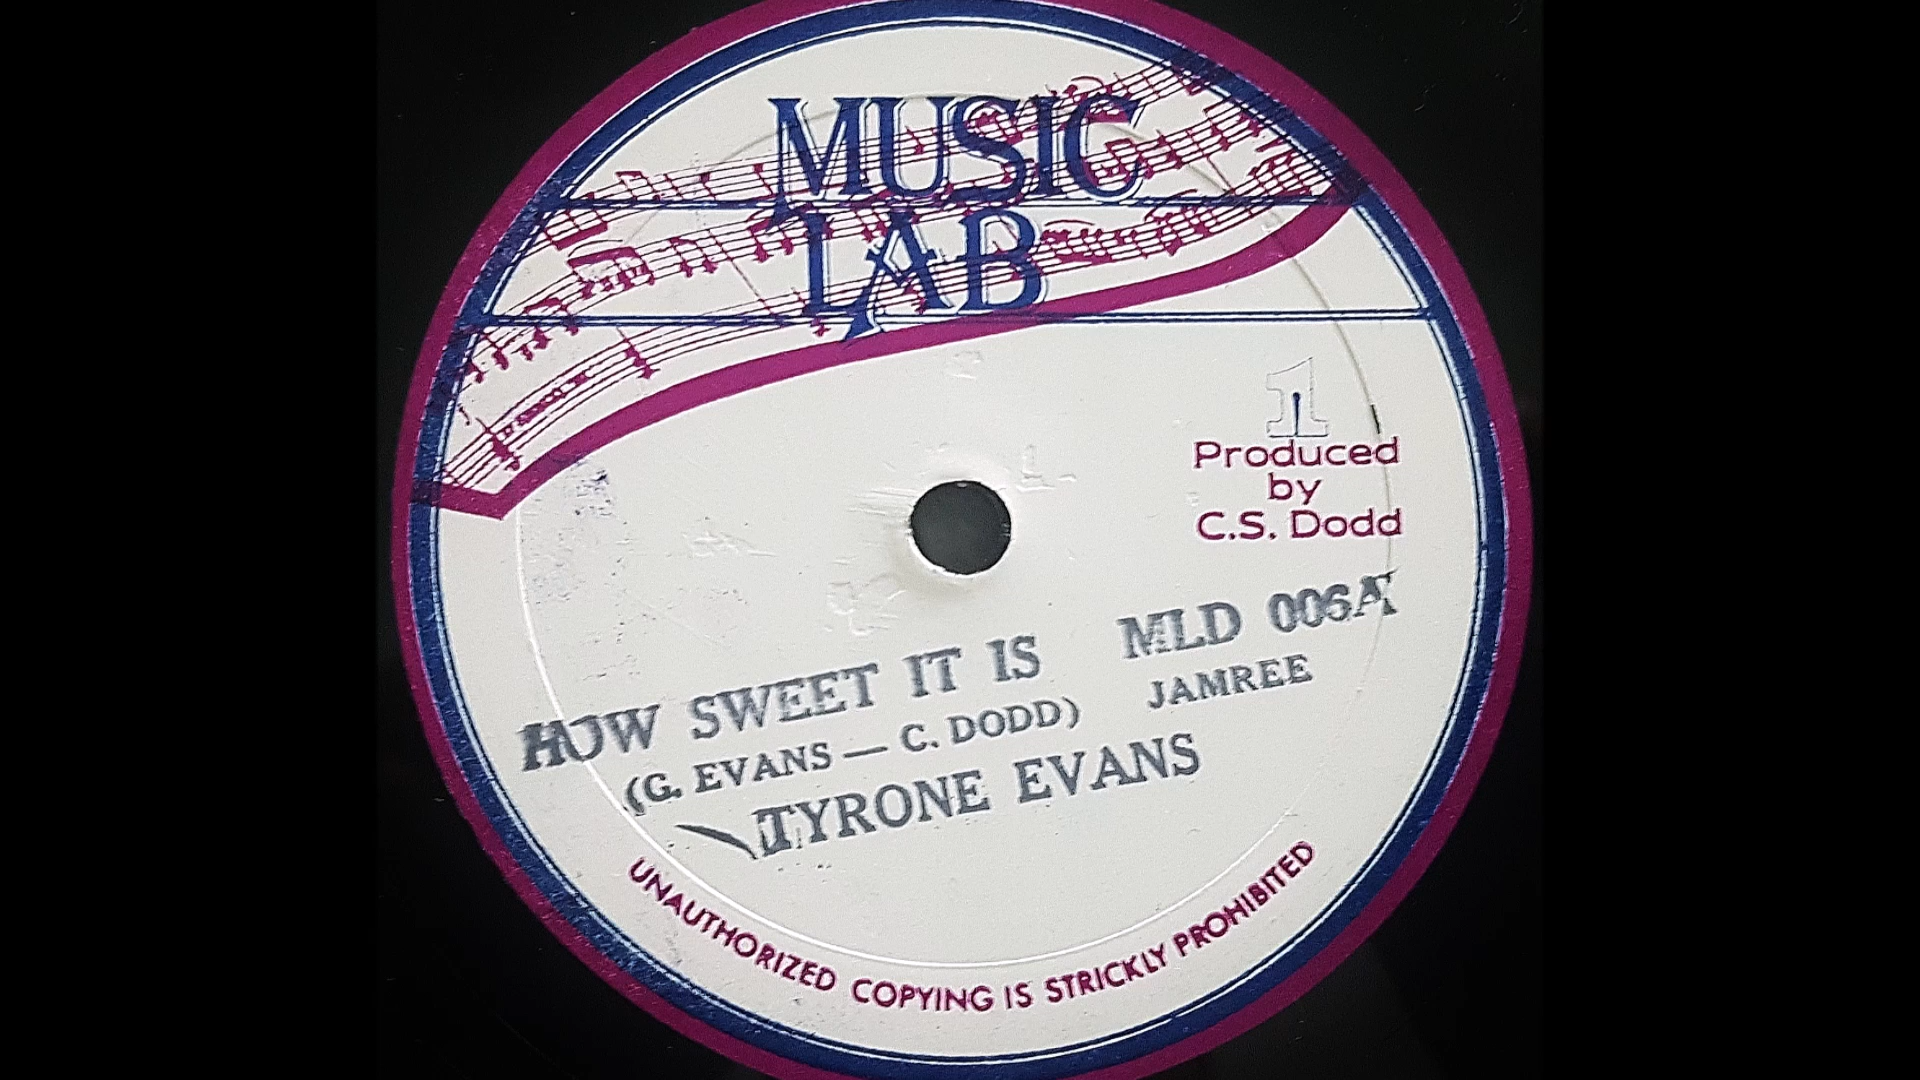 MUSIC
LAB
1
Produced
by
C.S. Dodd
HOW SWEET IT IS MLD 006A
(G. EVANS — C. DODD) JAMREE
TYRONE EVANS
UNAUTHORIZED COPYING IS STRICKLY PROHIBITED